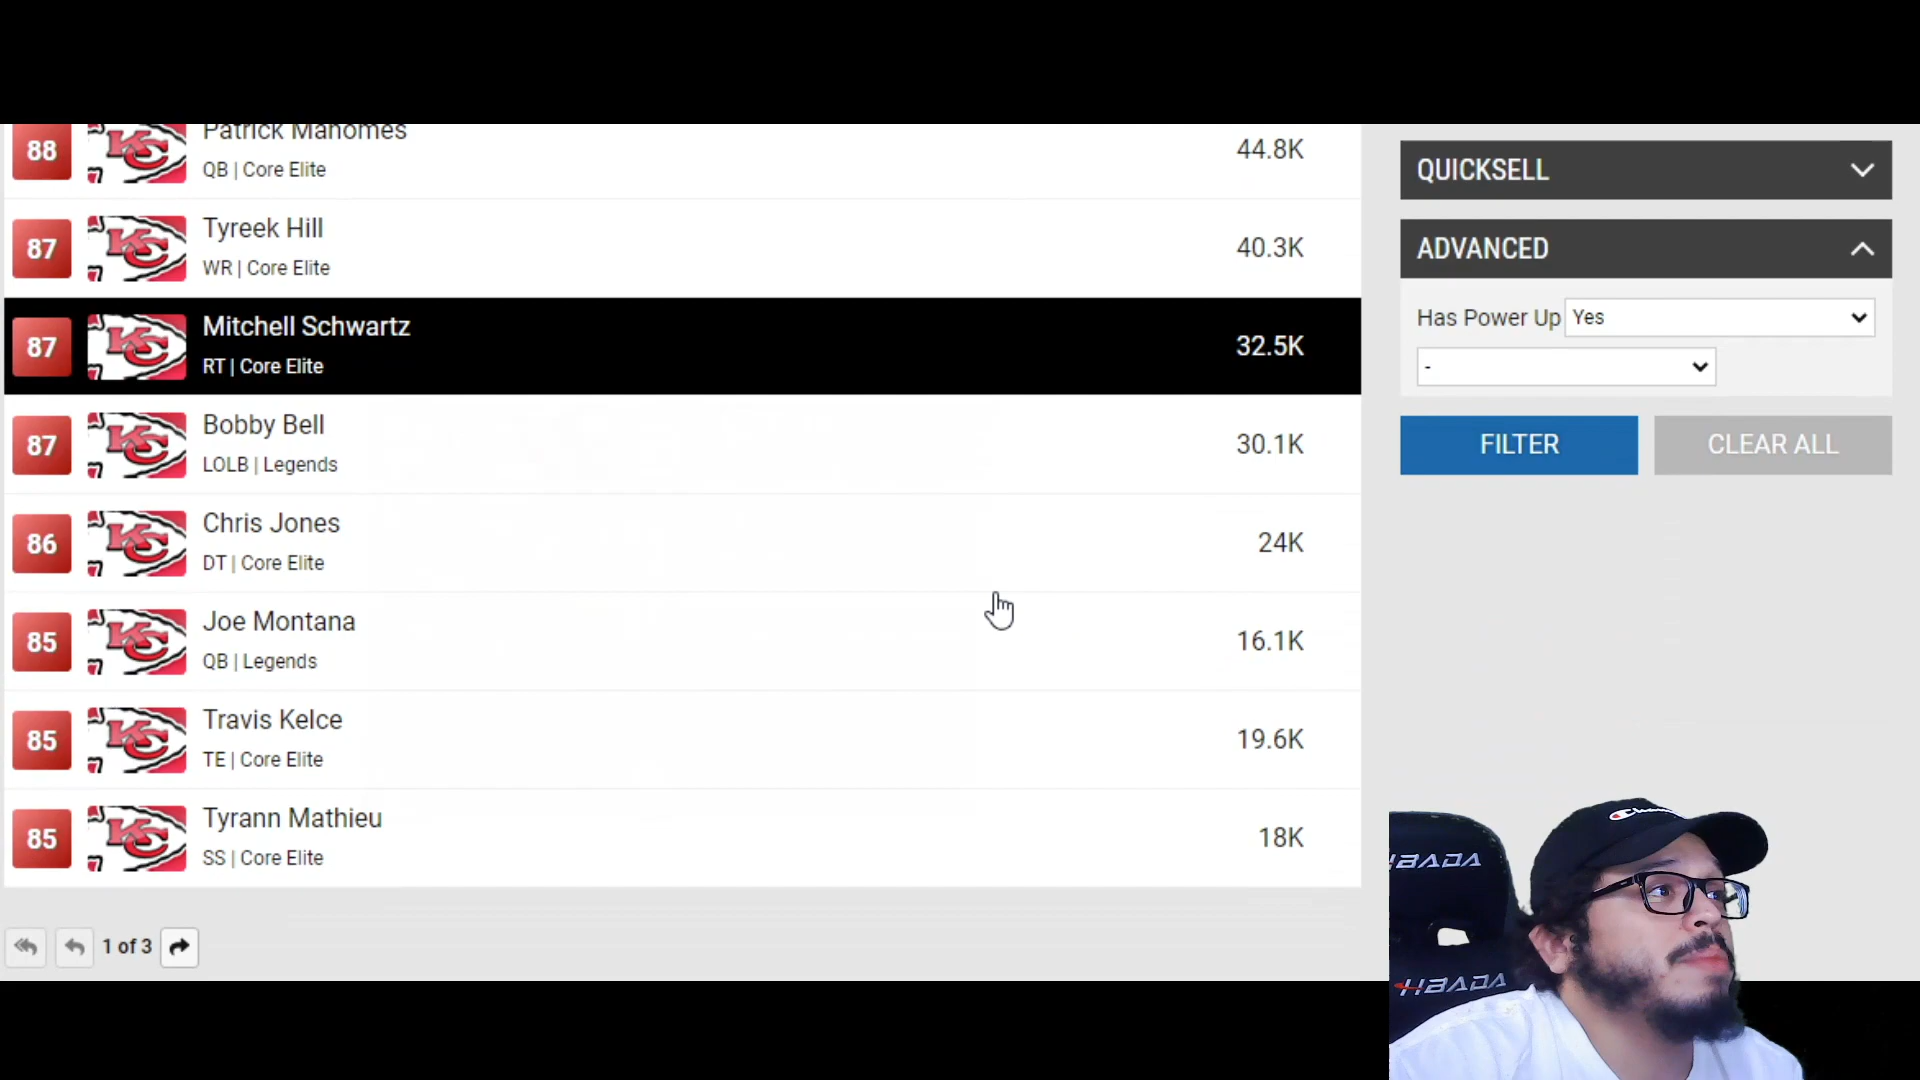 88
Patrick Mahomes
QB | Core Elite
44.8K
87
Tyreek Hill
WR | Core Elite
40.3K
87
Mitchell Schwartz
RT | Core Elite
32.5K
87
Bobby Bell
LOLB | Legends
30.1K
86
Chris Jones
DT | Core Elite
24K
85
Joe Montana
QB | Legends
16.1K
85
Travis Kelce
TE | Core Elite
19.6K
85
Tyrann Mathieu
SS | Core Elite
18K
1 of 3
QUICKSELL
ADVANCED
Has Power Up Yes
-
FILTER CLEAR ALL
HBADA
HBADA